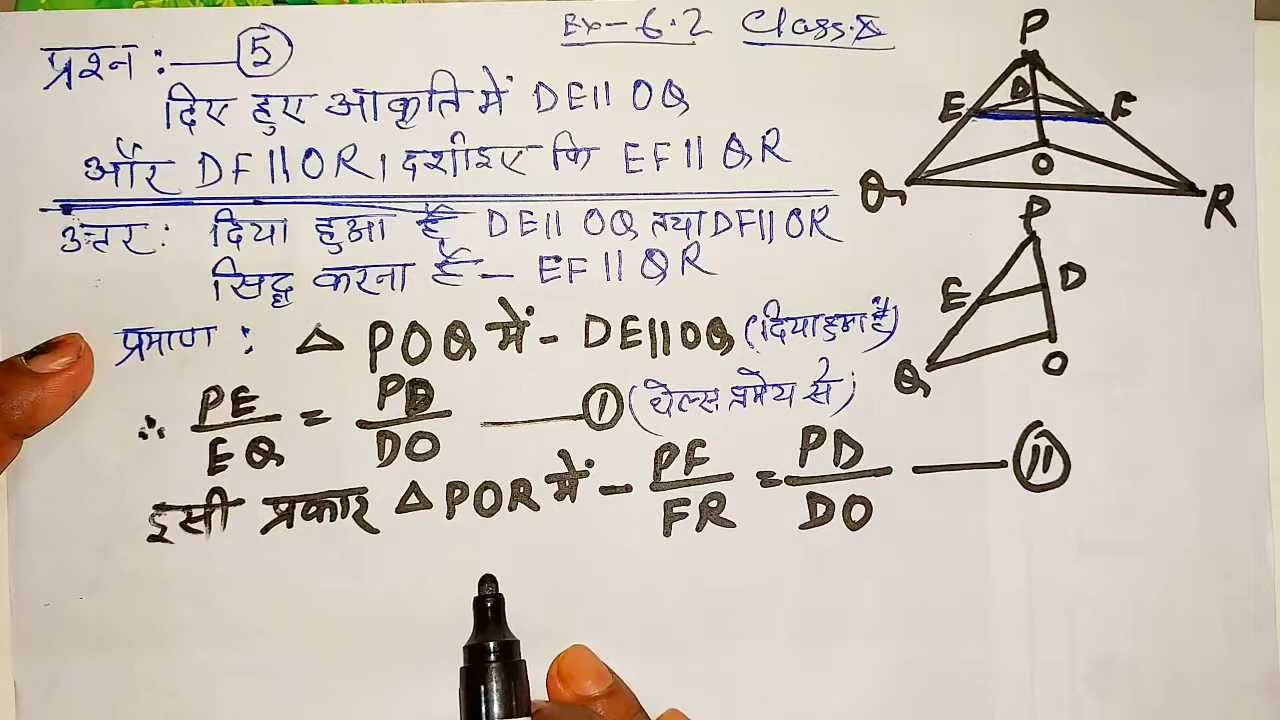 Ex-6.2 Class-X
प्रश्न :— 5
दिए हुए आकृति में DE||OQ
और DF||OR। दर्शाइए कि EF||QR
उत्तर: दिया हुआ है DE||OQ तथा DF||OR
सिद्ध करना है - EF||QR
प्रमाण : △ POQ में - DE||OQ (दिया हुआ है)
∴ PE/EQ = PD/DO —— (I) (थेल्स प्रमेय से)
इसी प्रकार △ POR में - PF/FR = PD/DO —— (II)
P
E D F
O
Q R
P
E D
Q O